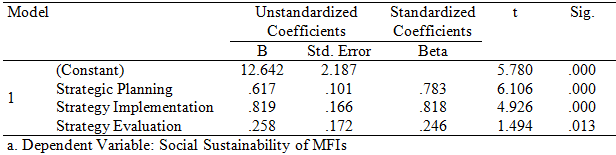 Model Unstandardized Coefficients Standardized Coefficients t Sig.
B Std. Error Beta
1 (Constant) 12.642 2.187 5.780 .000
Strategic Planning .617 .101 .783 6.106 .000
Strategy Implementation .819 .166 .818 4.926 .000
Strategy Evaluation .258 .172 .246 1.494 .013
a. Dependent Variable: Social Sustainability of MFIs